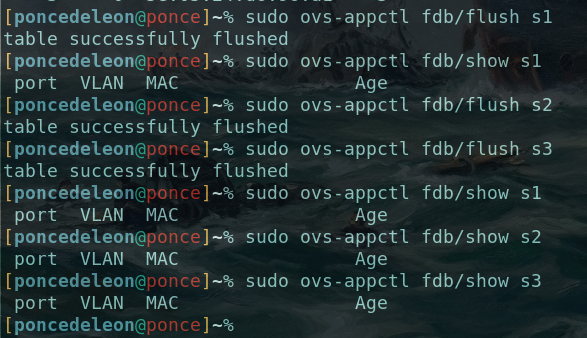 [poncedeleon@ponce]~% sudo ovs-appctl fdb/flush s1
table successfully flushed
[poncedeleon@ponce]~% sudo ovs-appctl fdb/show s1
 port  VLAN  MAC                Age
[poncedeleon@ponce]~% sudo ovs-appctl fdb/flush s2
table successfully flushed
[poncedeleon@ponce]~% sudo ovs-appctl fdb/flush s3
table successfully flushed
[poncedeleon@ponce]~% sudo ovs-appctl fdb/show s1
 port  VLAN  MAC                Age
[poncedeleon@ponce]~% sudo ovs-appctl fdb/show s2
 port  VLAN  MAC                Age
[poncedeleon@ponce]~% sudo ovs-appctl fdb/show s3
 port  VLAN  MAC                Age
[poncedeleon@ponce]~%